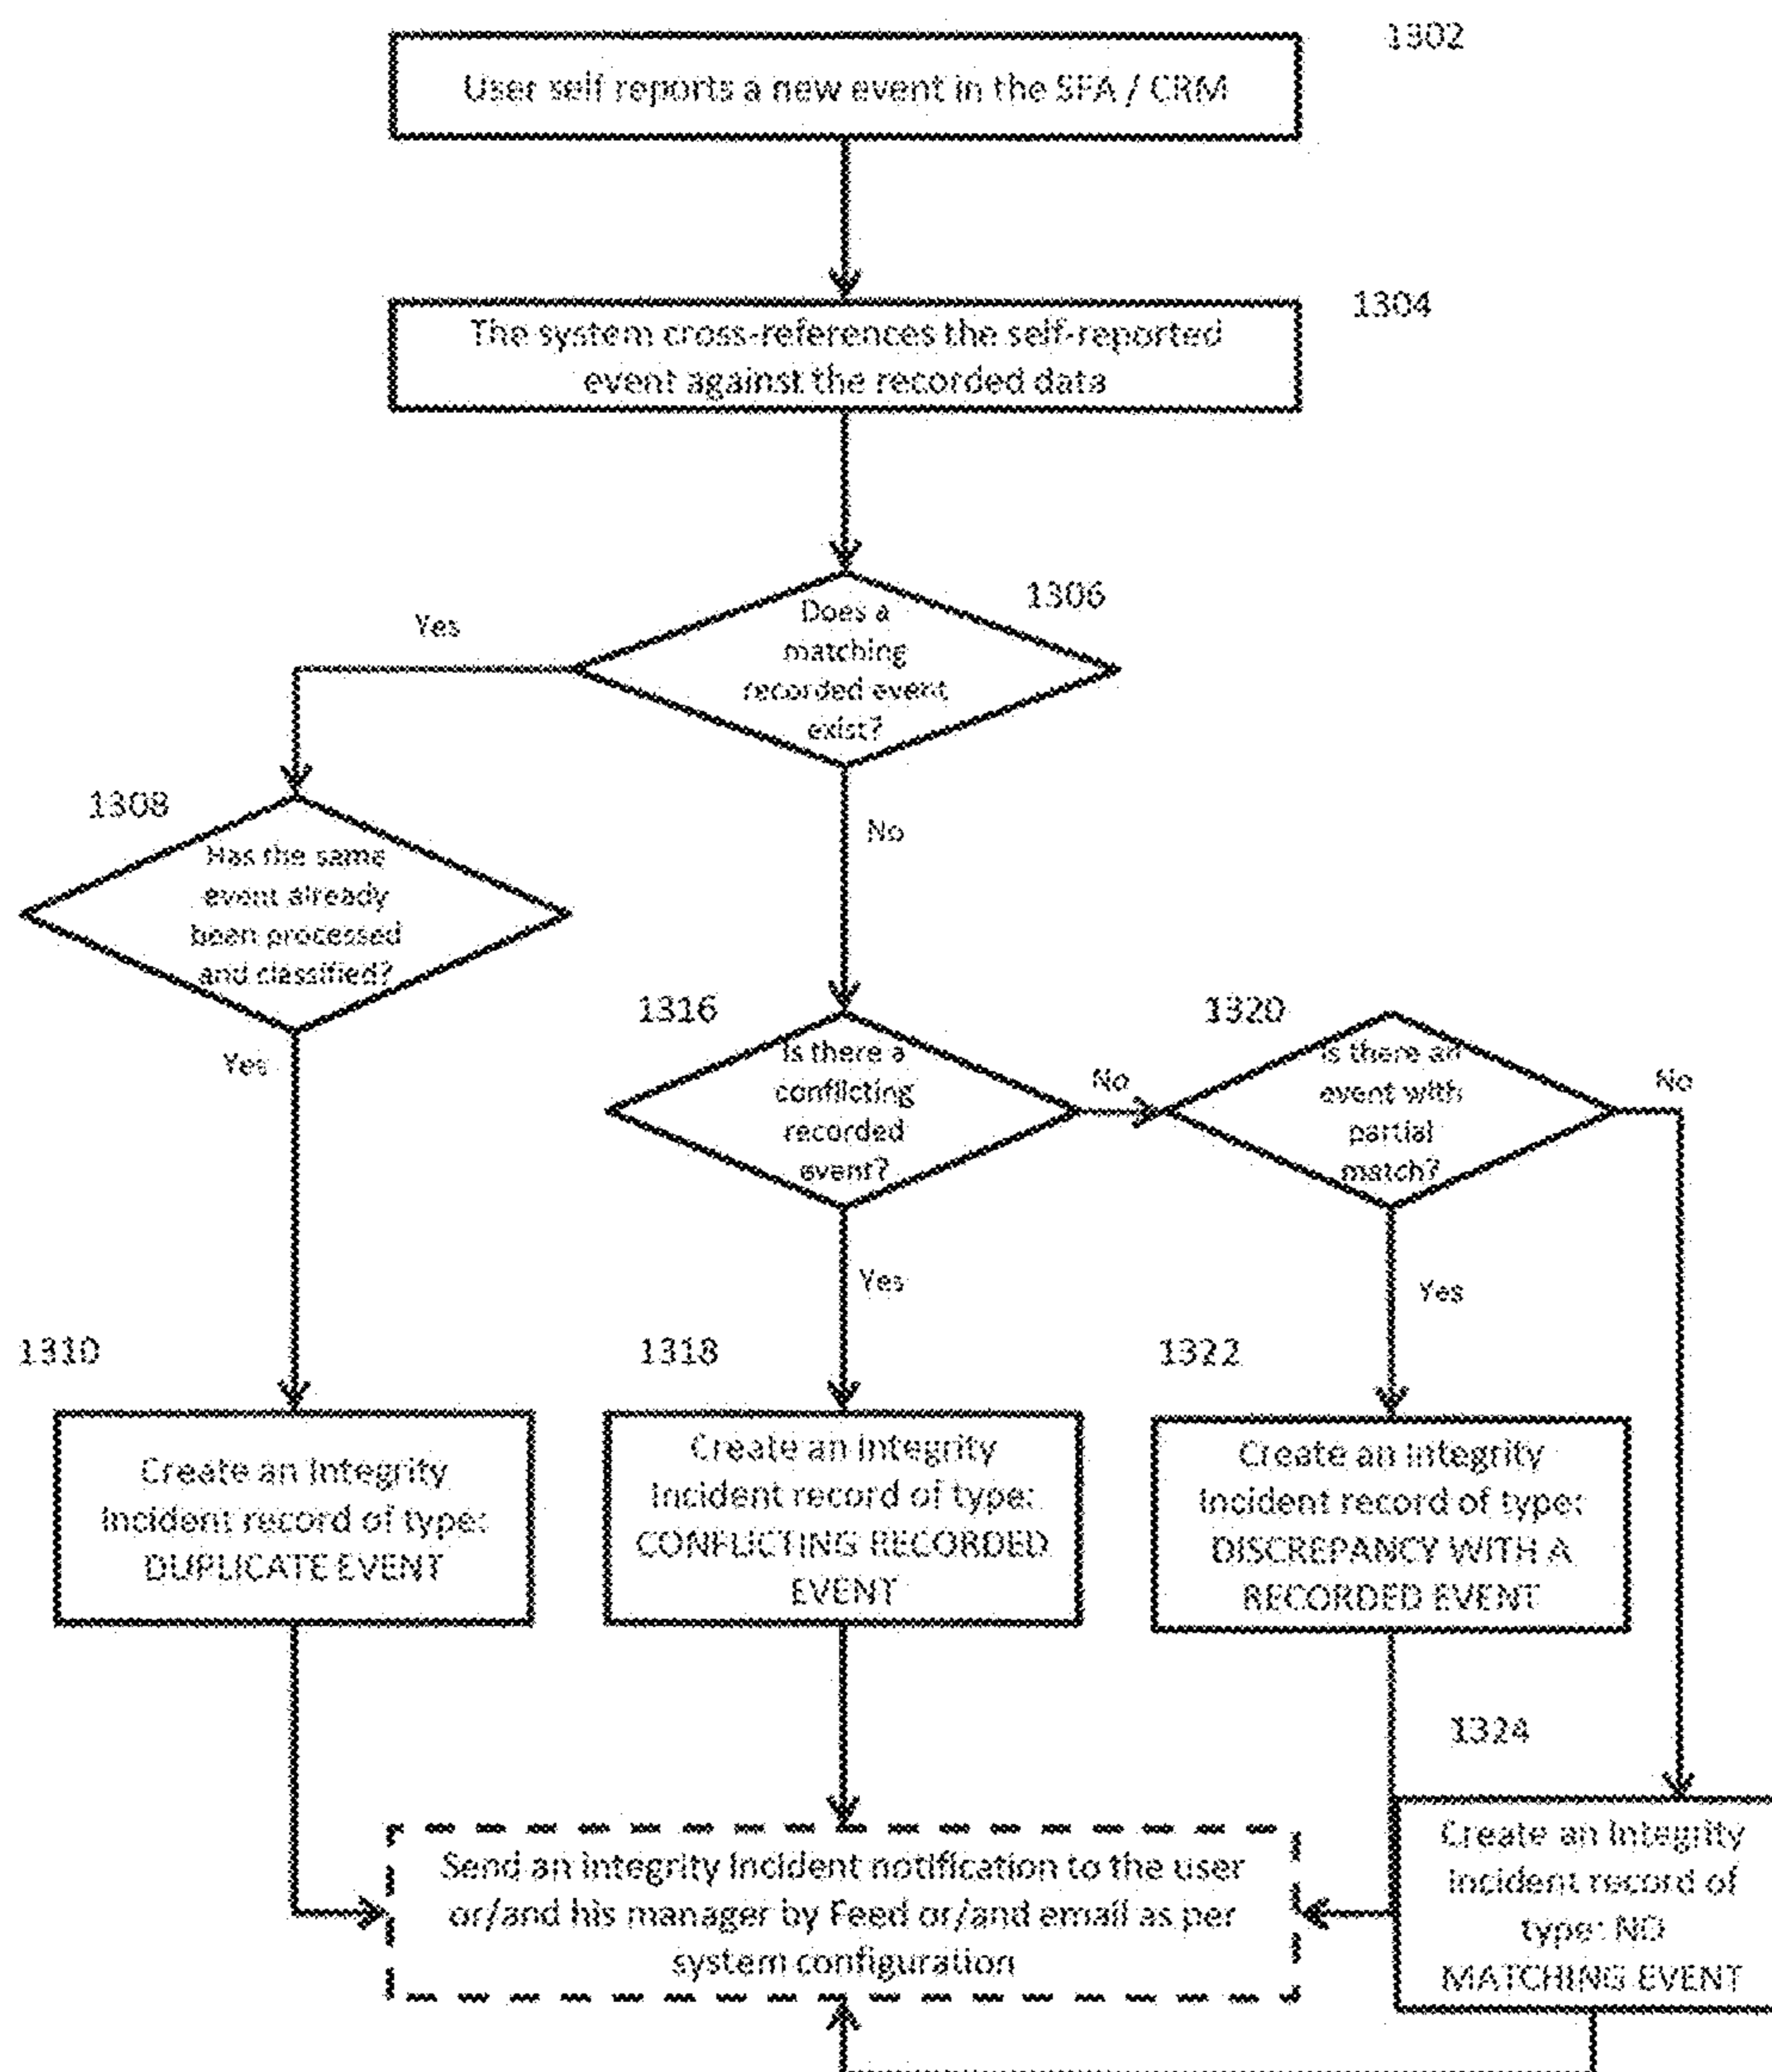 1302
User self reports a new event in the SFA / CRM
1304
The system cross-references the self-reported
event against the recorded data
1306
Does a
matching
recorded event
exist?
Yes
No
1308
Has the same
event already
been processed
and classified?
Yes
1316
Is there a
conflicting
recorded
event?
No
Yes
1320
Is there an
event with
partial
match?
No
Yes
1310
Create an Integrity
Incident record of type:
DUPLICATE EVENT
1318
Create an Integrity
Incident record of type:
CONFLICTING RECORDED
EVENT
1322
Create an Integrity
Incident record of type:
DISCREPANCY WITH A
RECORDED EVENT
1324
Create an Integrity
Incident record of
type: NO
MATCHING EVENT
Send an integrity incident notification to the user
or/and his manager by Feed or/and email as per
system configuration